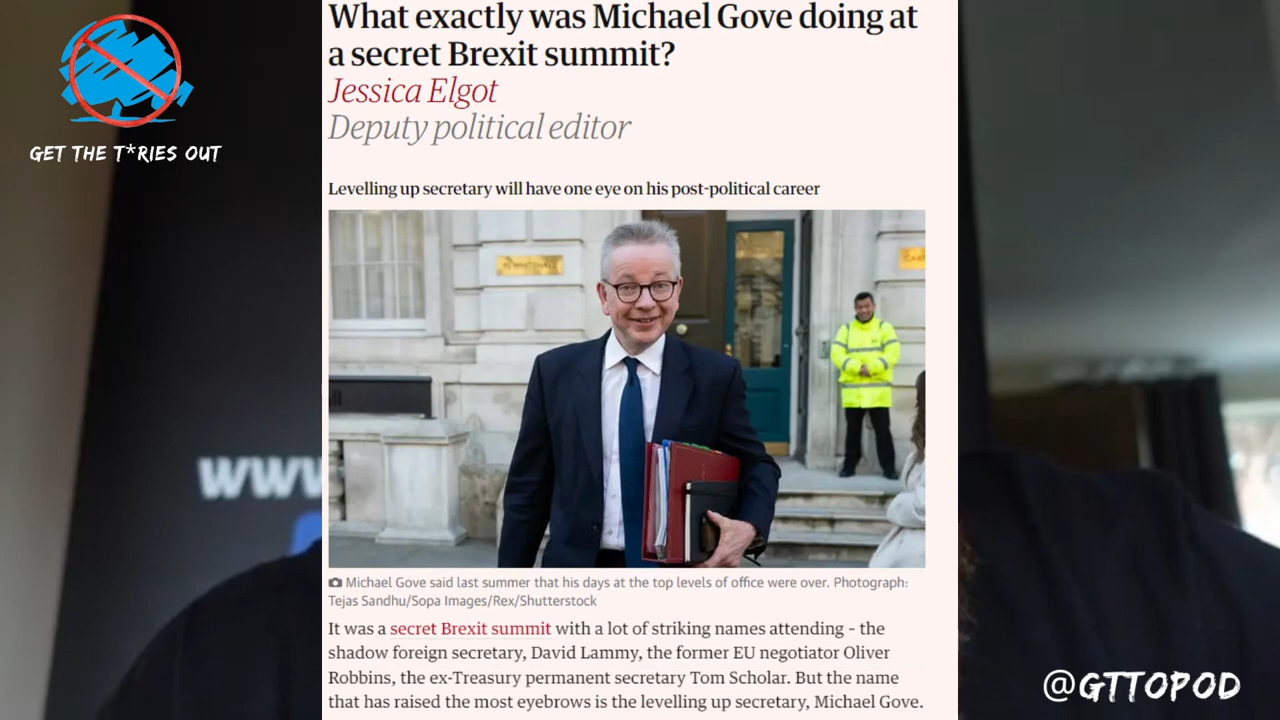 What exactly was Michael Gove doing at
a secret Brexit summit?
Jessica Elgot
Deputy political editor
GET THE T*RIES OUT
Levelling up secretary will have one eye on his post-political career
www
Michael Gove said last summer that his days at the top levels of office were over. Photograph:
Tejas Sandhu/Sopa Images/Rex/Shutterstock
It was a secret Brexit summit with a lot of striking names attending – the
shadow foreign secretary, David Lammy, the former EU negotiator Oliver
Robbins, the ex-Treasury permanent secretary Tom Scholar. But the name
that has raised the most eyebrows is the levelling up secretary, Michael Gove.
@GTTOPOD